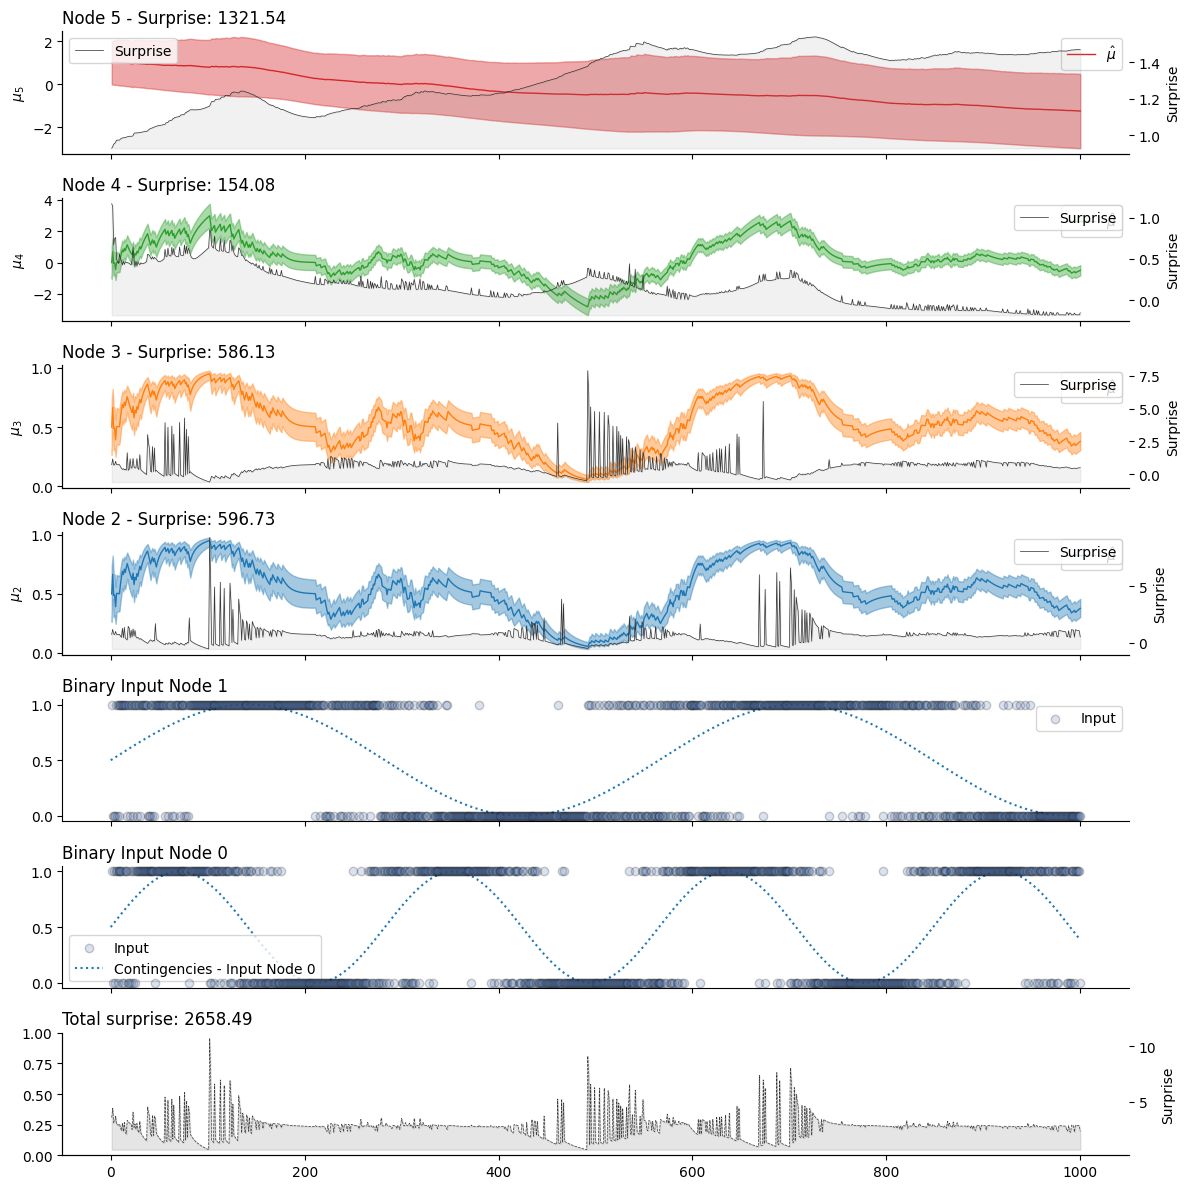 Node 5 - Surprise: 1321.54
Surprise
μ̂
2
0
−2
μ5
1.4
1.2
1.0
Surprise
Node 4 - Surprise: 154.08
Surprise
4
2
0
−2
μ4
1.0
0.5
0.0
Surprise
Node 3 - Surprise: 586.13
Surprise
1.0
0.5
0.0
μ3
7.5
5.0
2.5
0.0
Surprise
Node 2 - Surprise: 596.73
Surprise
1.0
0.5
0.0
μ2
5
0
Surprise
Binary Input Node 1
Input
1.0
0.5
0.0
Binary Input Node 0
1.0
0.5
0.0
Input
Contingencies - Input Node 0
Total surprise: 2658.49
1.00
0.75
0.50
0.25
0.00
10
5
Surprise
0 200 400 600 800 1000